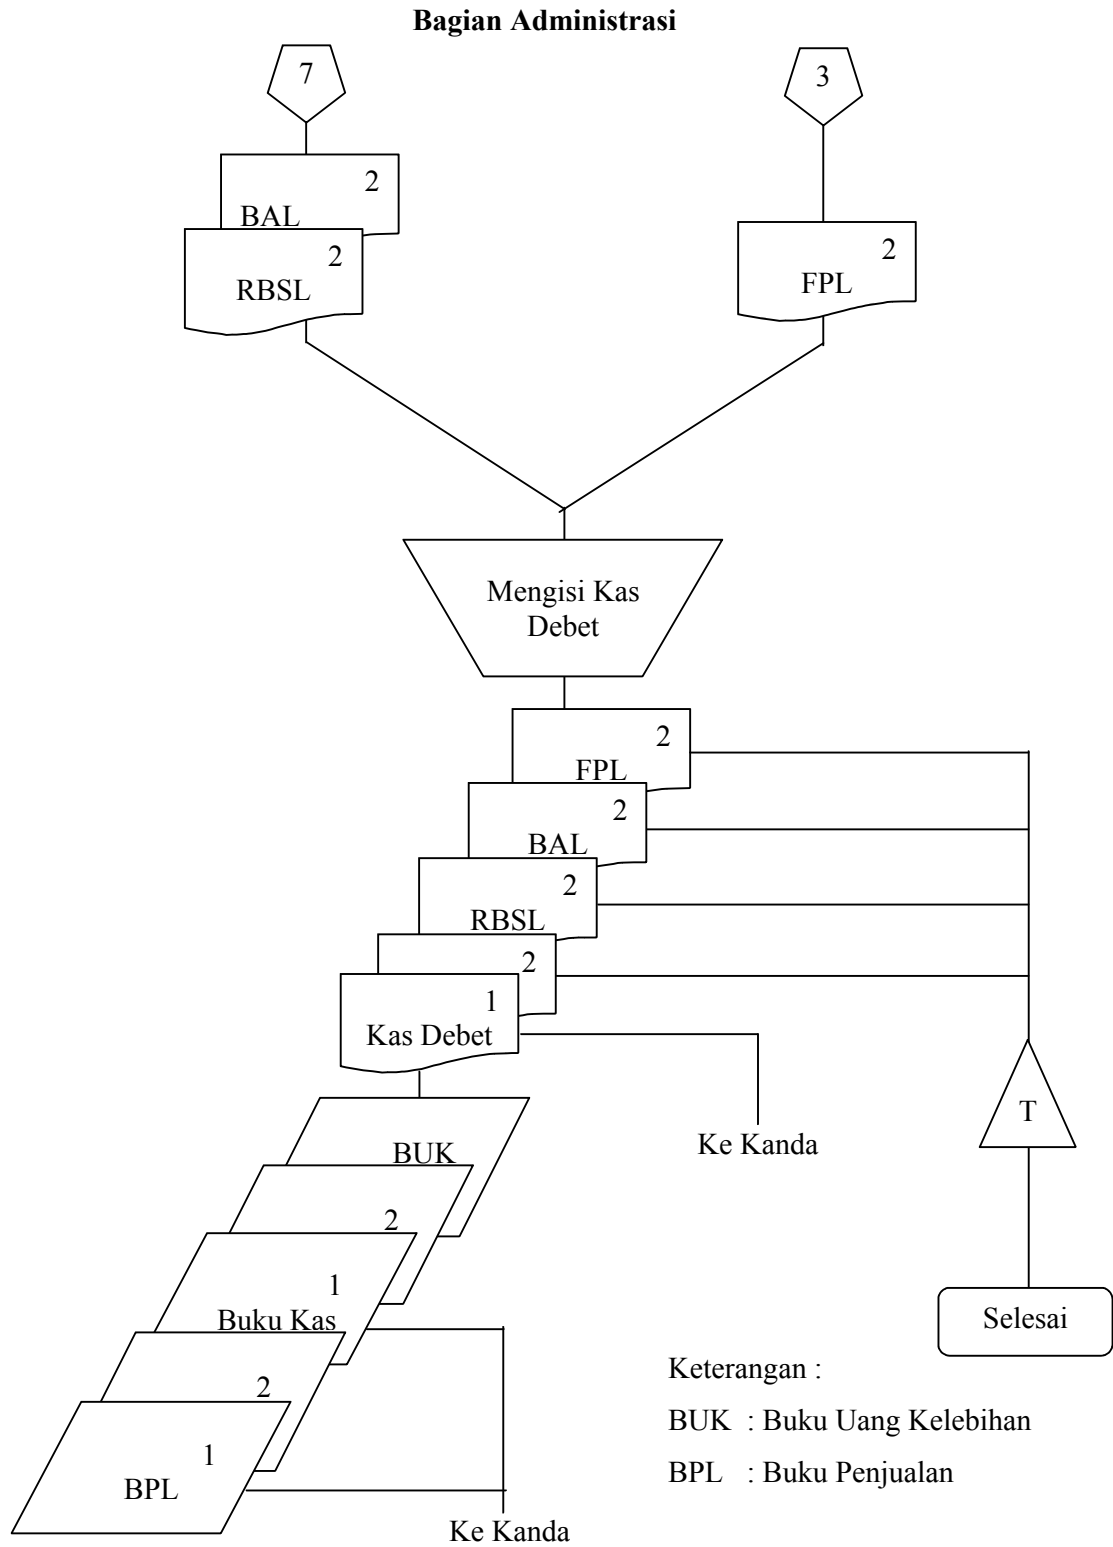 Bagian Administrasi
7
3
2
BAL
2
RBSL
2
FPL
Mengisi Kas
Debet
2
FPL
2
BAL
2
RBSL
2
1
Kas Debet
Ke Kanda
T
BUK
2
1
Buku Kas
2
1
BPL
Ke Kanda
Selesai
Keterangan :
BUK : Buku Uang Kelebihan
BPL : Buku Penjualan